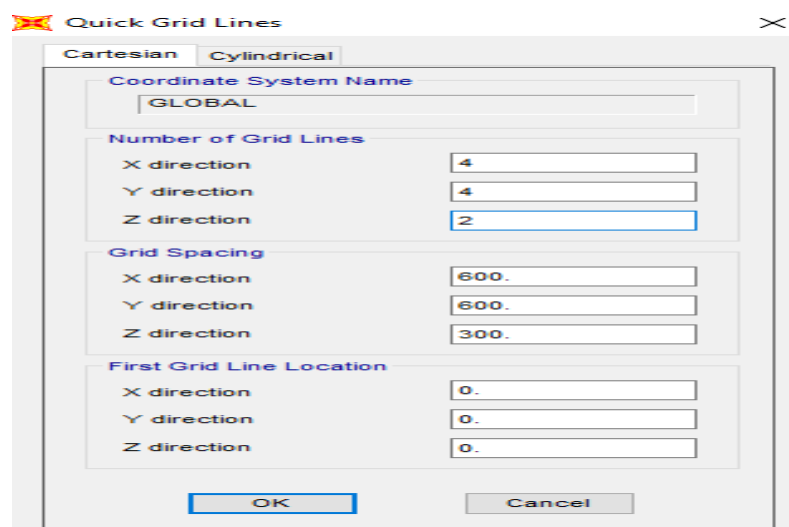 Quick Grid Lines
Cartesian Cylindrical
Coordinate System Name
GLOBAL
Number of Grid Lines
X direction 4
Y direction 4
Z direction 2
Grid Spacing
X direction 600.
Y direction 600.
Z direction 300.
First Grid Line Location
X direction 0.
Y direction 0.
Z direction 0.
OK Cancel